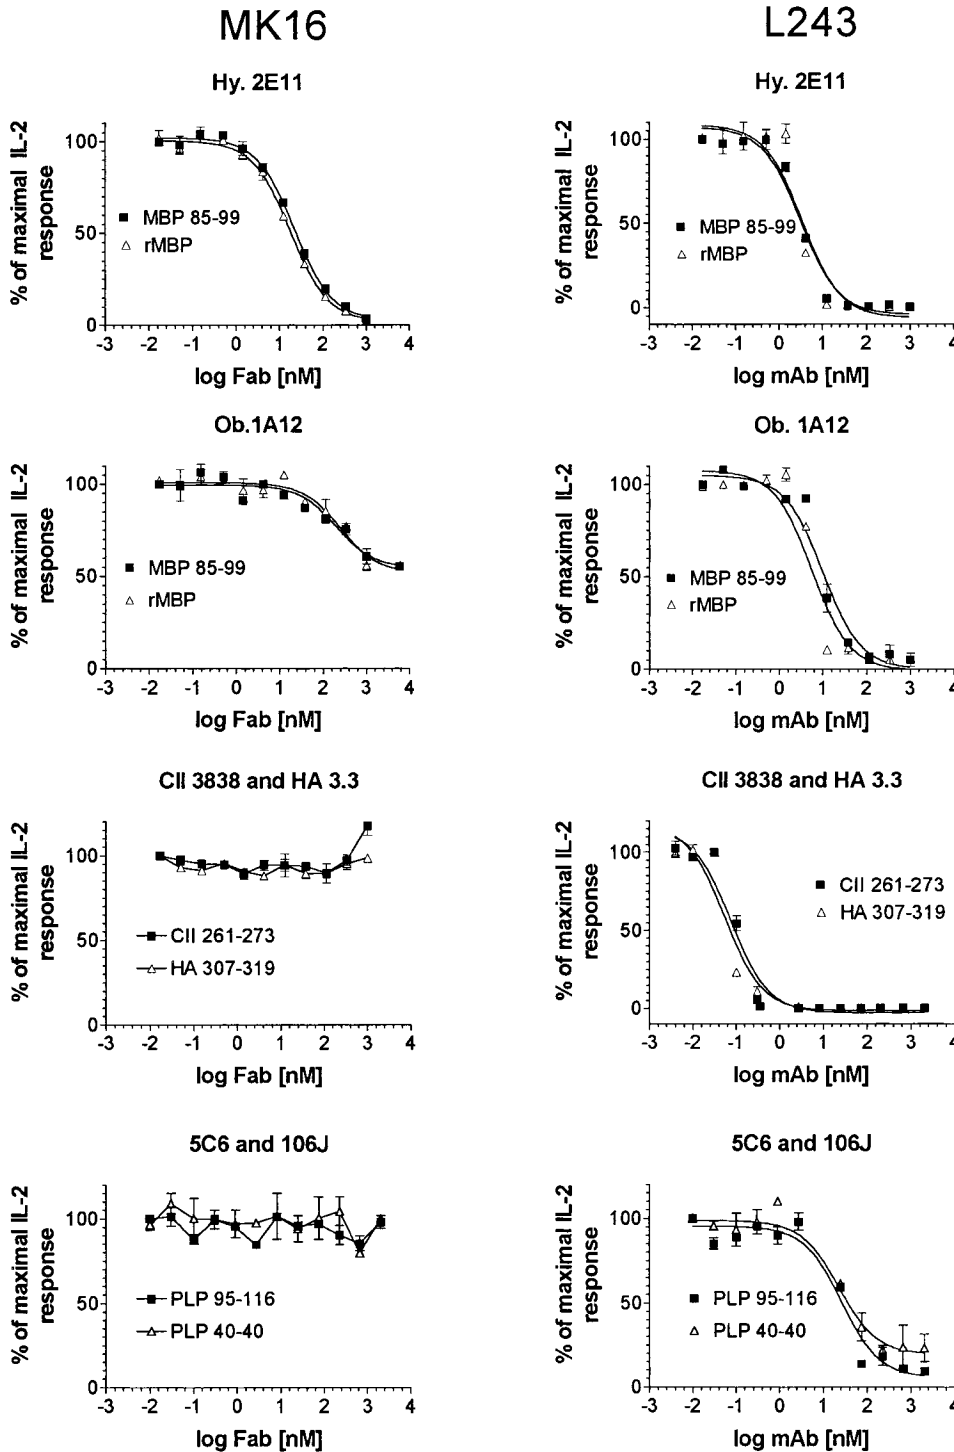 MK16
L243
Hy. 2E11
% of maximal IL-2
response
100
50
0
MBP 85-99
rMBP
-3 -2 -1 0 1 2 3 4
log Fab [nM]
Hy. 2E11
% of maximal IL-2
response
100
50
0
MBP 85-99
rMBP
-3 -2 -1 0 1 2 3 4
log mAb [nM]
Ob.1A12
% of maximal IL-2
response
100
50
0
MBP 85-99
rMBP
-3 -2 -1 0 1 2 3 4
log Fab [nM]
Ob. 1A12
% of maximal IL-2
response
100
50
0
MBP 85-99
rMBP
-3 -2 -1 0 1 2 3 4
log mAb [nM]
CII 3838 and HA 3.3
% of maximal IL-2
response
100
50
0
CII 261-273
HA 307-319
-3 -2 -1 0 1 2 3 4
log Fab [nM]
CII 3838 and HA 3.3
% of maximal IL-2
response
100
50
0
CII 261-273
HA 307-319
-3 -2 -1 0 1 2 3 4
log mAb [nM]
5C6 and 106J
% of maximal IL-2
response
100
50
0
PLP 95-116
PLP 40-40
-3 -2 -1 0 1 2 3 4
log Fab [nM]
5C6 and 106J
% of maximal IL-2
response
100
50
0
PLP 95-116
PLP 40-40
-3 -2 -1 0 1 2 3 4
log mAb [nM]